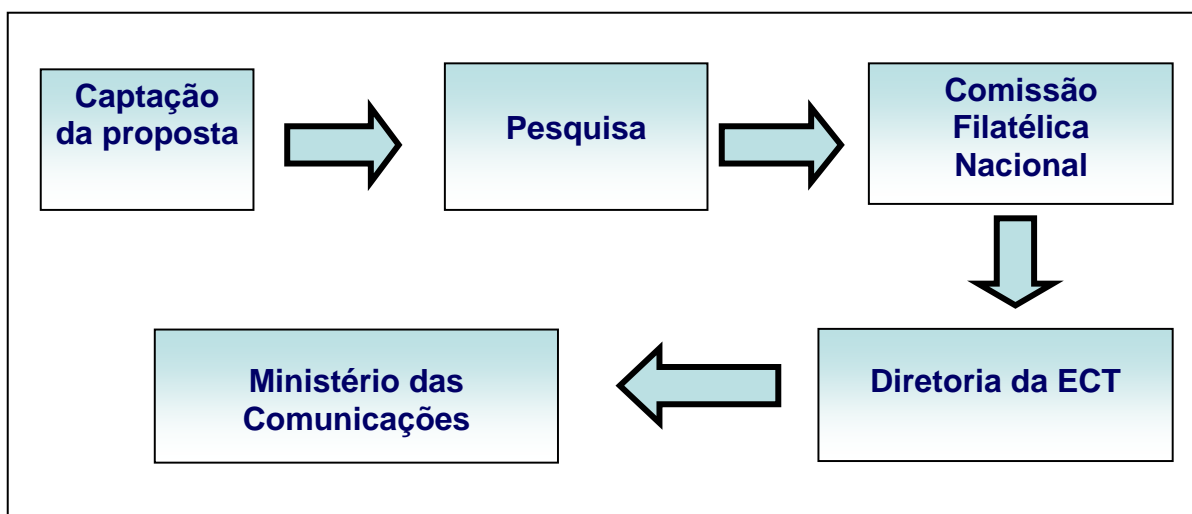 Captação
da proposta
Pesquisa
Comissão
Filatélica
Nacional
Diretoria da ECT
Ministério das
Comunicações